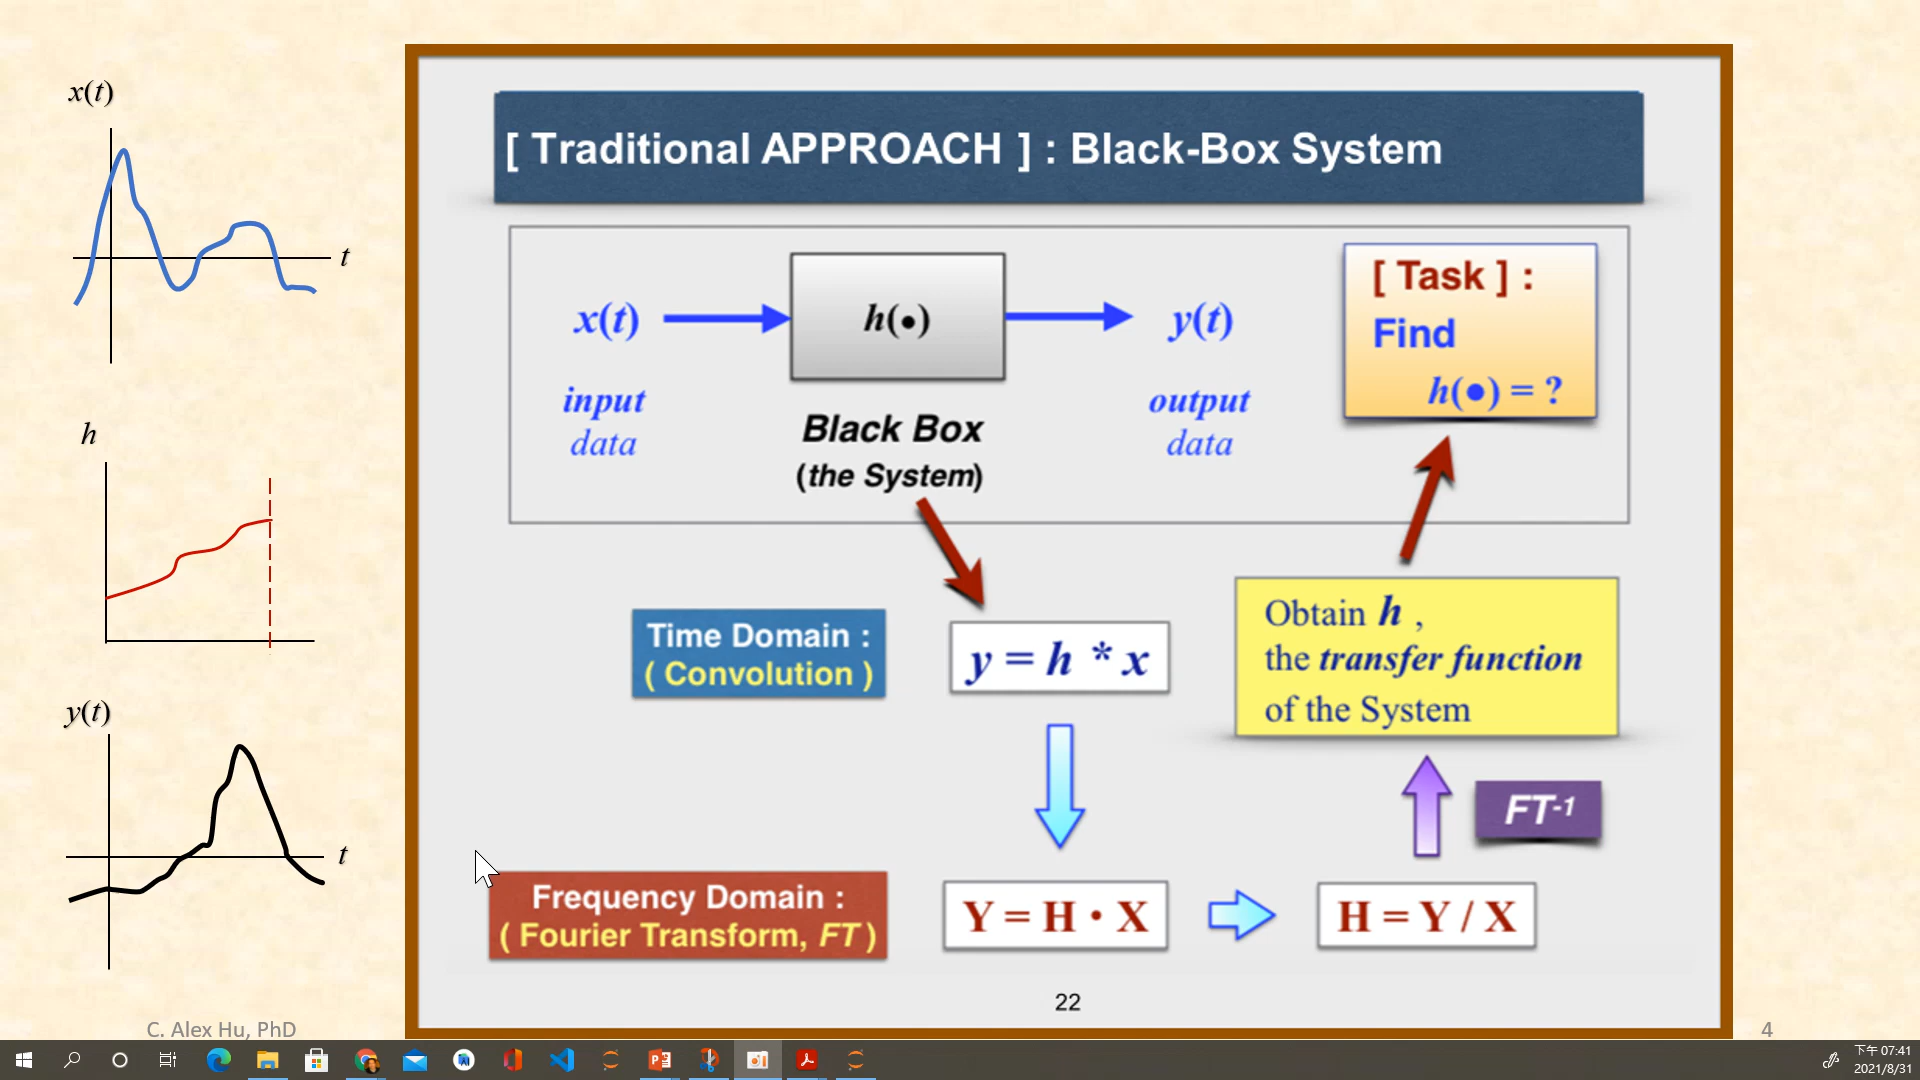 x(t)
t
h
y(t)
t
[ Traditional APPROACH ] : Black-Box System
x(t)
h(•)
y(t)
input
data
Black Box
(the System)
output
data
[ Task ] :
Find
h(•) = ?
Time Domain :
( Convolution )
y = h * x
Obtain h ,
the transfer function
of the System
FT-1
Frequency Domain :
( Fourier Transform, FT )
Y = H • X
H = Y / X
22
C. Alex Hu, PhD
4
下午 07:41
2021/8/31